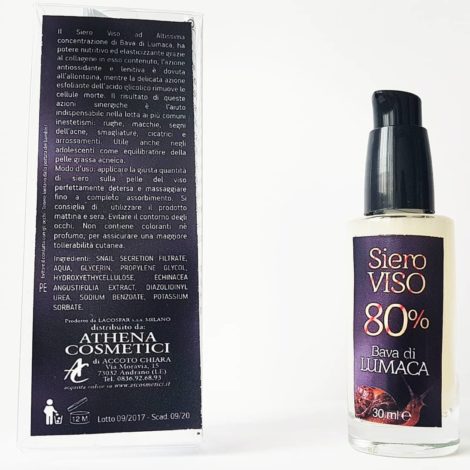 Il Siero Viso ad Altissima
concentrazione di Bava di Lumaca, ha
potere nutritivo ed elasticizzante grazie
al collagene in esso contenuto, l'azione
antiossidante e lenitiva è dovuta
all'allontoina, mentre la delicata azione
esfoliante dell'acido glicolico rimuove le
cellule morte. Il risultato di queste
azioni sinergiche è l'aiuto
indispensabile nella lotta ai più comuni
inestetismi: rughe, macchie, segni
dell'acne, smagliature, cicatrici e
arrossamenti. Utile anche negli
adolescenti come equilibratore della
pelle grassa acneica.
Modo d'uso: applicare la giusta quantità
di siero sulla pelle del viso
perfettamente detersa e massaggiare
fino a completo assorbimento. Si
consiglia di utilizzare il prodotto
mattina e sera. Evitare il contorno degli
occhi. Non contiene coloranti né
profumo, per assicurare una maggiore
tollerabilità cutanea.
Ingredienti: SNAIL SECRETION FILTRATE,
AQUA, GLYCERIN, PROPYLENE GLYCOL,
HYDROXYETHYCELLULOSE, ECHINACEA
ANGUSTIFOLIA EXTRACT, DIAZOLIDINYL
UREA, SODIUM BENZOATE, POTASSIUM
SORBATE.
Prodotto da LACOSFAR s.a.s. MILANO
distribuito da:
ATHENA
COSMETICI
AC di ACCOTO CHIARA
Via Moravia, 15
73032 Andrano (LE)
Tel. 0836.92.68.93
acquista online su www.atcosmetici.it
12 M
Lotto 09/2017 - Scad. 09/20
Siero
VISO
80%
Bava di
LUMACA
30 ml e